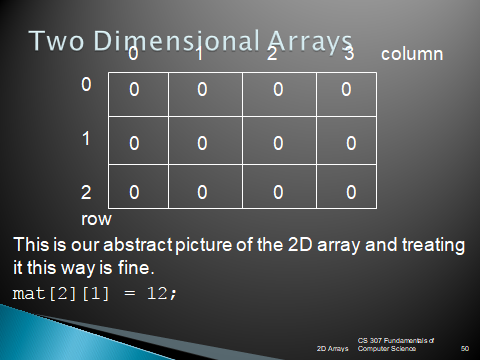 Two Dimensional Arrays
0 1 2 3 column
0 0 0 0 0
1 0 0 0 0
2 0 0 0 0
row
This is our abstract picture of the 2D array and treating
it this way is fine.
mat[2][1] = 12;
2D Arrays
CS 307 Fundamentals of
Computer Science
50